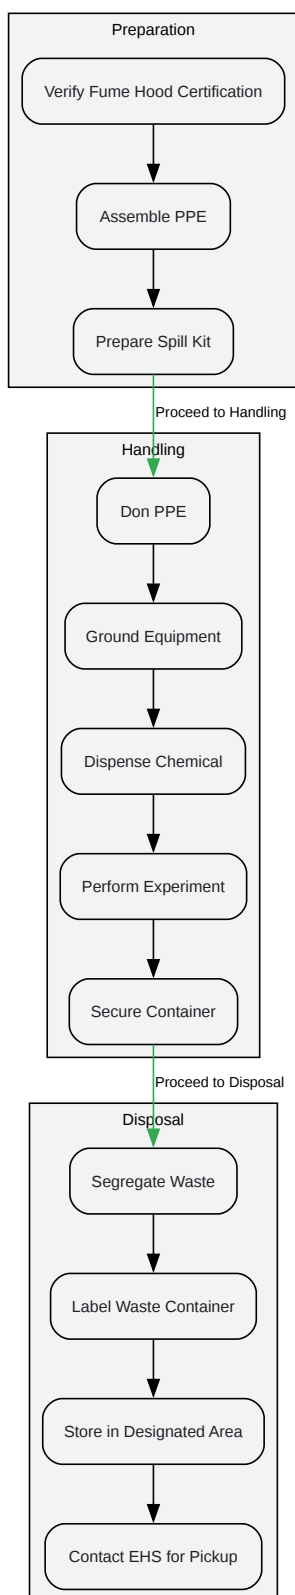 Preparation
Verify Fume Hood Certification
Assemble PPE
Prepare Spill Kit
Proceed to Handling
Handling
Don PPE
Ground Equipment
Dispense Chemical
Perform Experiment
Secure Container
Proceed to Disposal
Disposal
Segregate Waste
Label Waste Container
Store in Designated Area
Contact EHS for Pickup